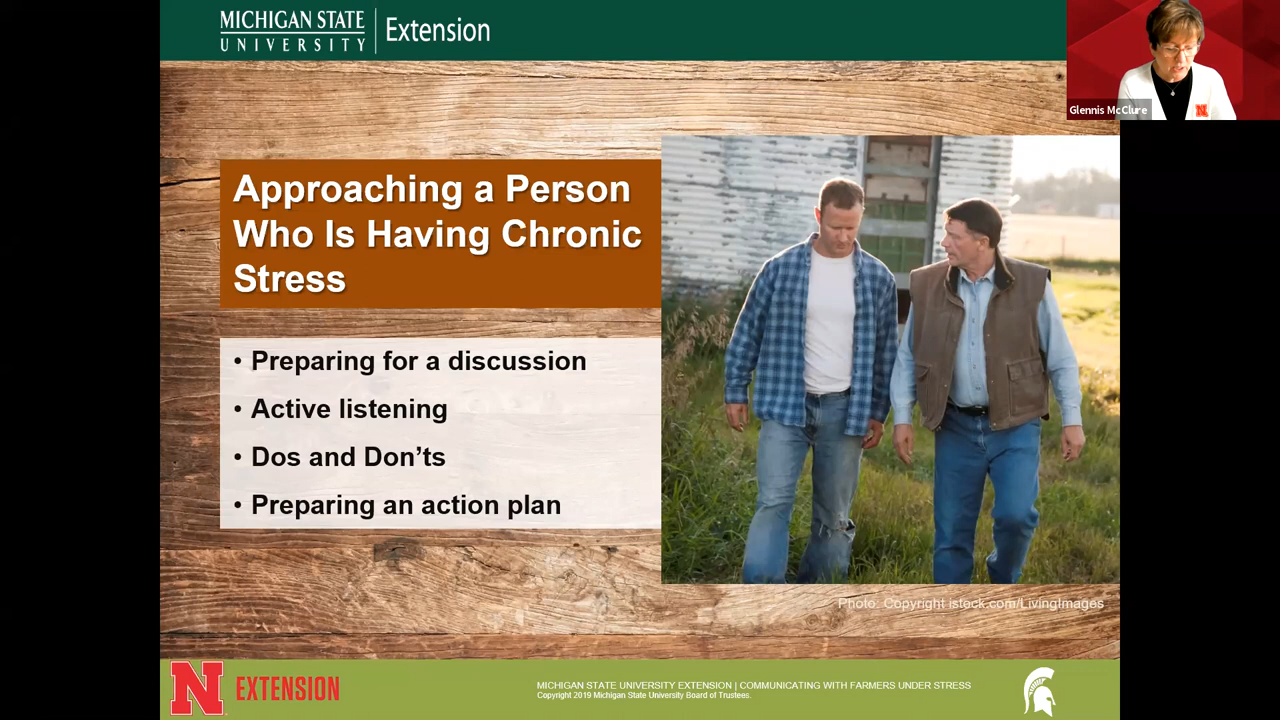 MICHIGAN STATE
UNIVERSITY
Extension
Glennis McClure
N
Approaching a Person
Who Is Having Chronic
Stress
• Preparing for a discussion
• Active listening
• Dos and Don’ts
• Preparing an action plan
Photo: Copyright istock.com/LivingImages
N EXTENSION
MICHIGAN STATE UNIVERSITY EXTENSION | COMMUNICATING WITH FARMERS UNDER STRESS
Copyright 2019 Michigan State University Board of Trustees.